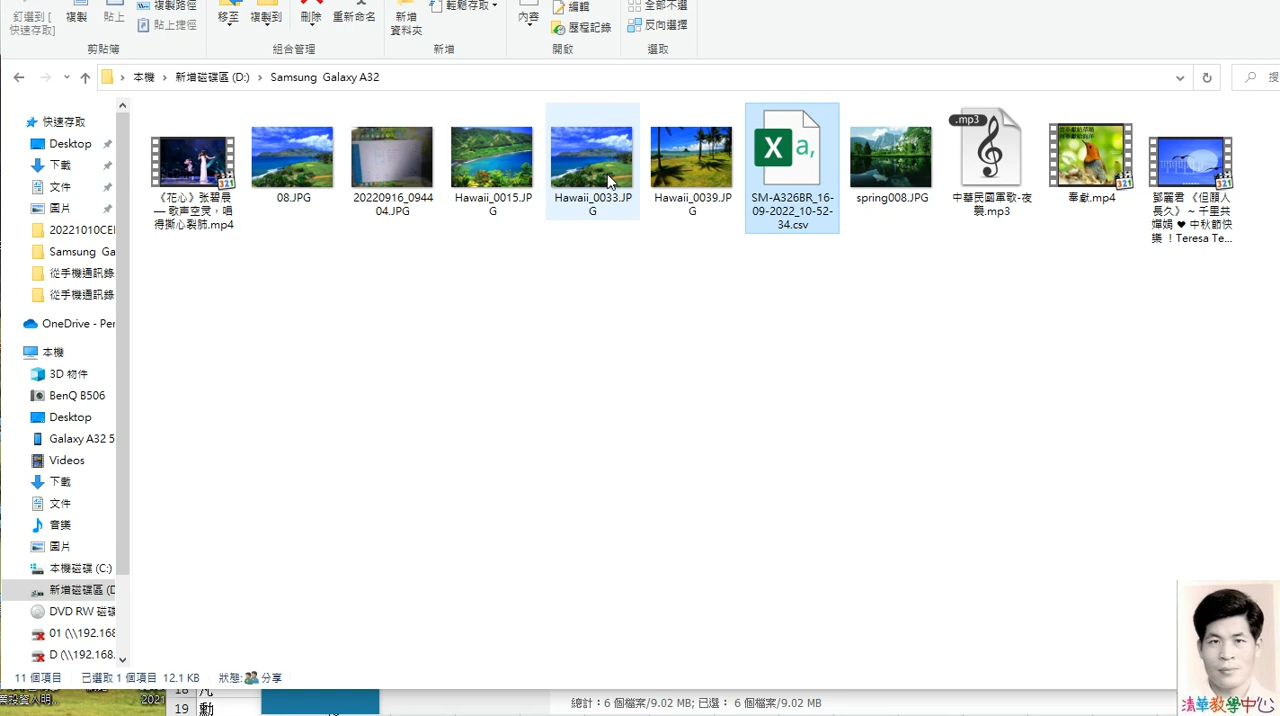 釘選到 [
快速存取]
複製
貼上
複製路徑
貼上捷徑
移至
複製到
刪除
重新命名
新增
資料夾
輕鬆存取
內容
編輯
歷程記錄
全部不選
反向選擇
剪貼簿
組合管理
新增
開啟
選取
本機 > 新增磁碟區 (D:) > Samsung Galaxy A32
搜
快速存取
Desktop
下載
文件
圖片
20221010CEI
Samsung Ga
從手機通訊錄
從手機通訊錄
OneDrive - Per
本機
3D 物件
BenQ B506
Desktop
Galaxy A32 5
Videos
下載
文件
音樂
圖片
本機磁碟 (C:)
新增磁碟區 (D
DVD RW 磁碟
01 (\\192.168
D (\\192.168.
《花心》张碧晨
— 歌声空灵，唱
得撕心裂肺.mp4
08.JPG
20220916_0944
04.JPG
Hawaii_0015.JP
G
Hawaii_0033.JP
G
Hawaii_0039.JP
G
X a,
SM-A326BR_16-
09-2022_10-52-
34.csv
spring008.JPG
.mp3
中華民國軍歌-夜
襲.mp3
奉獻.mp4
鄧麗君《但願人
長久》~ 千里共
嬋娟 ♥ 中秋節快
樂 ！Teresa Te...
11 個項目
已選取 1 個項目 12.1 KB
狀態:
分享
2021
18
19
勳
總計：6 個檔案/9.02 MB; 已選： 6 個檔案/9.02 MB
清華教學中心